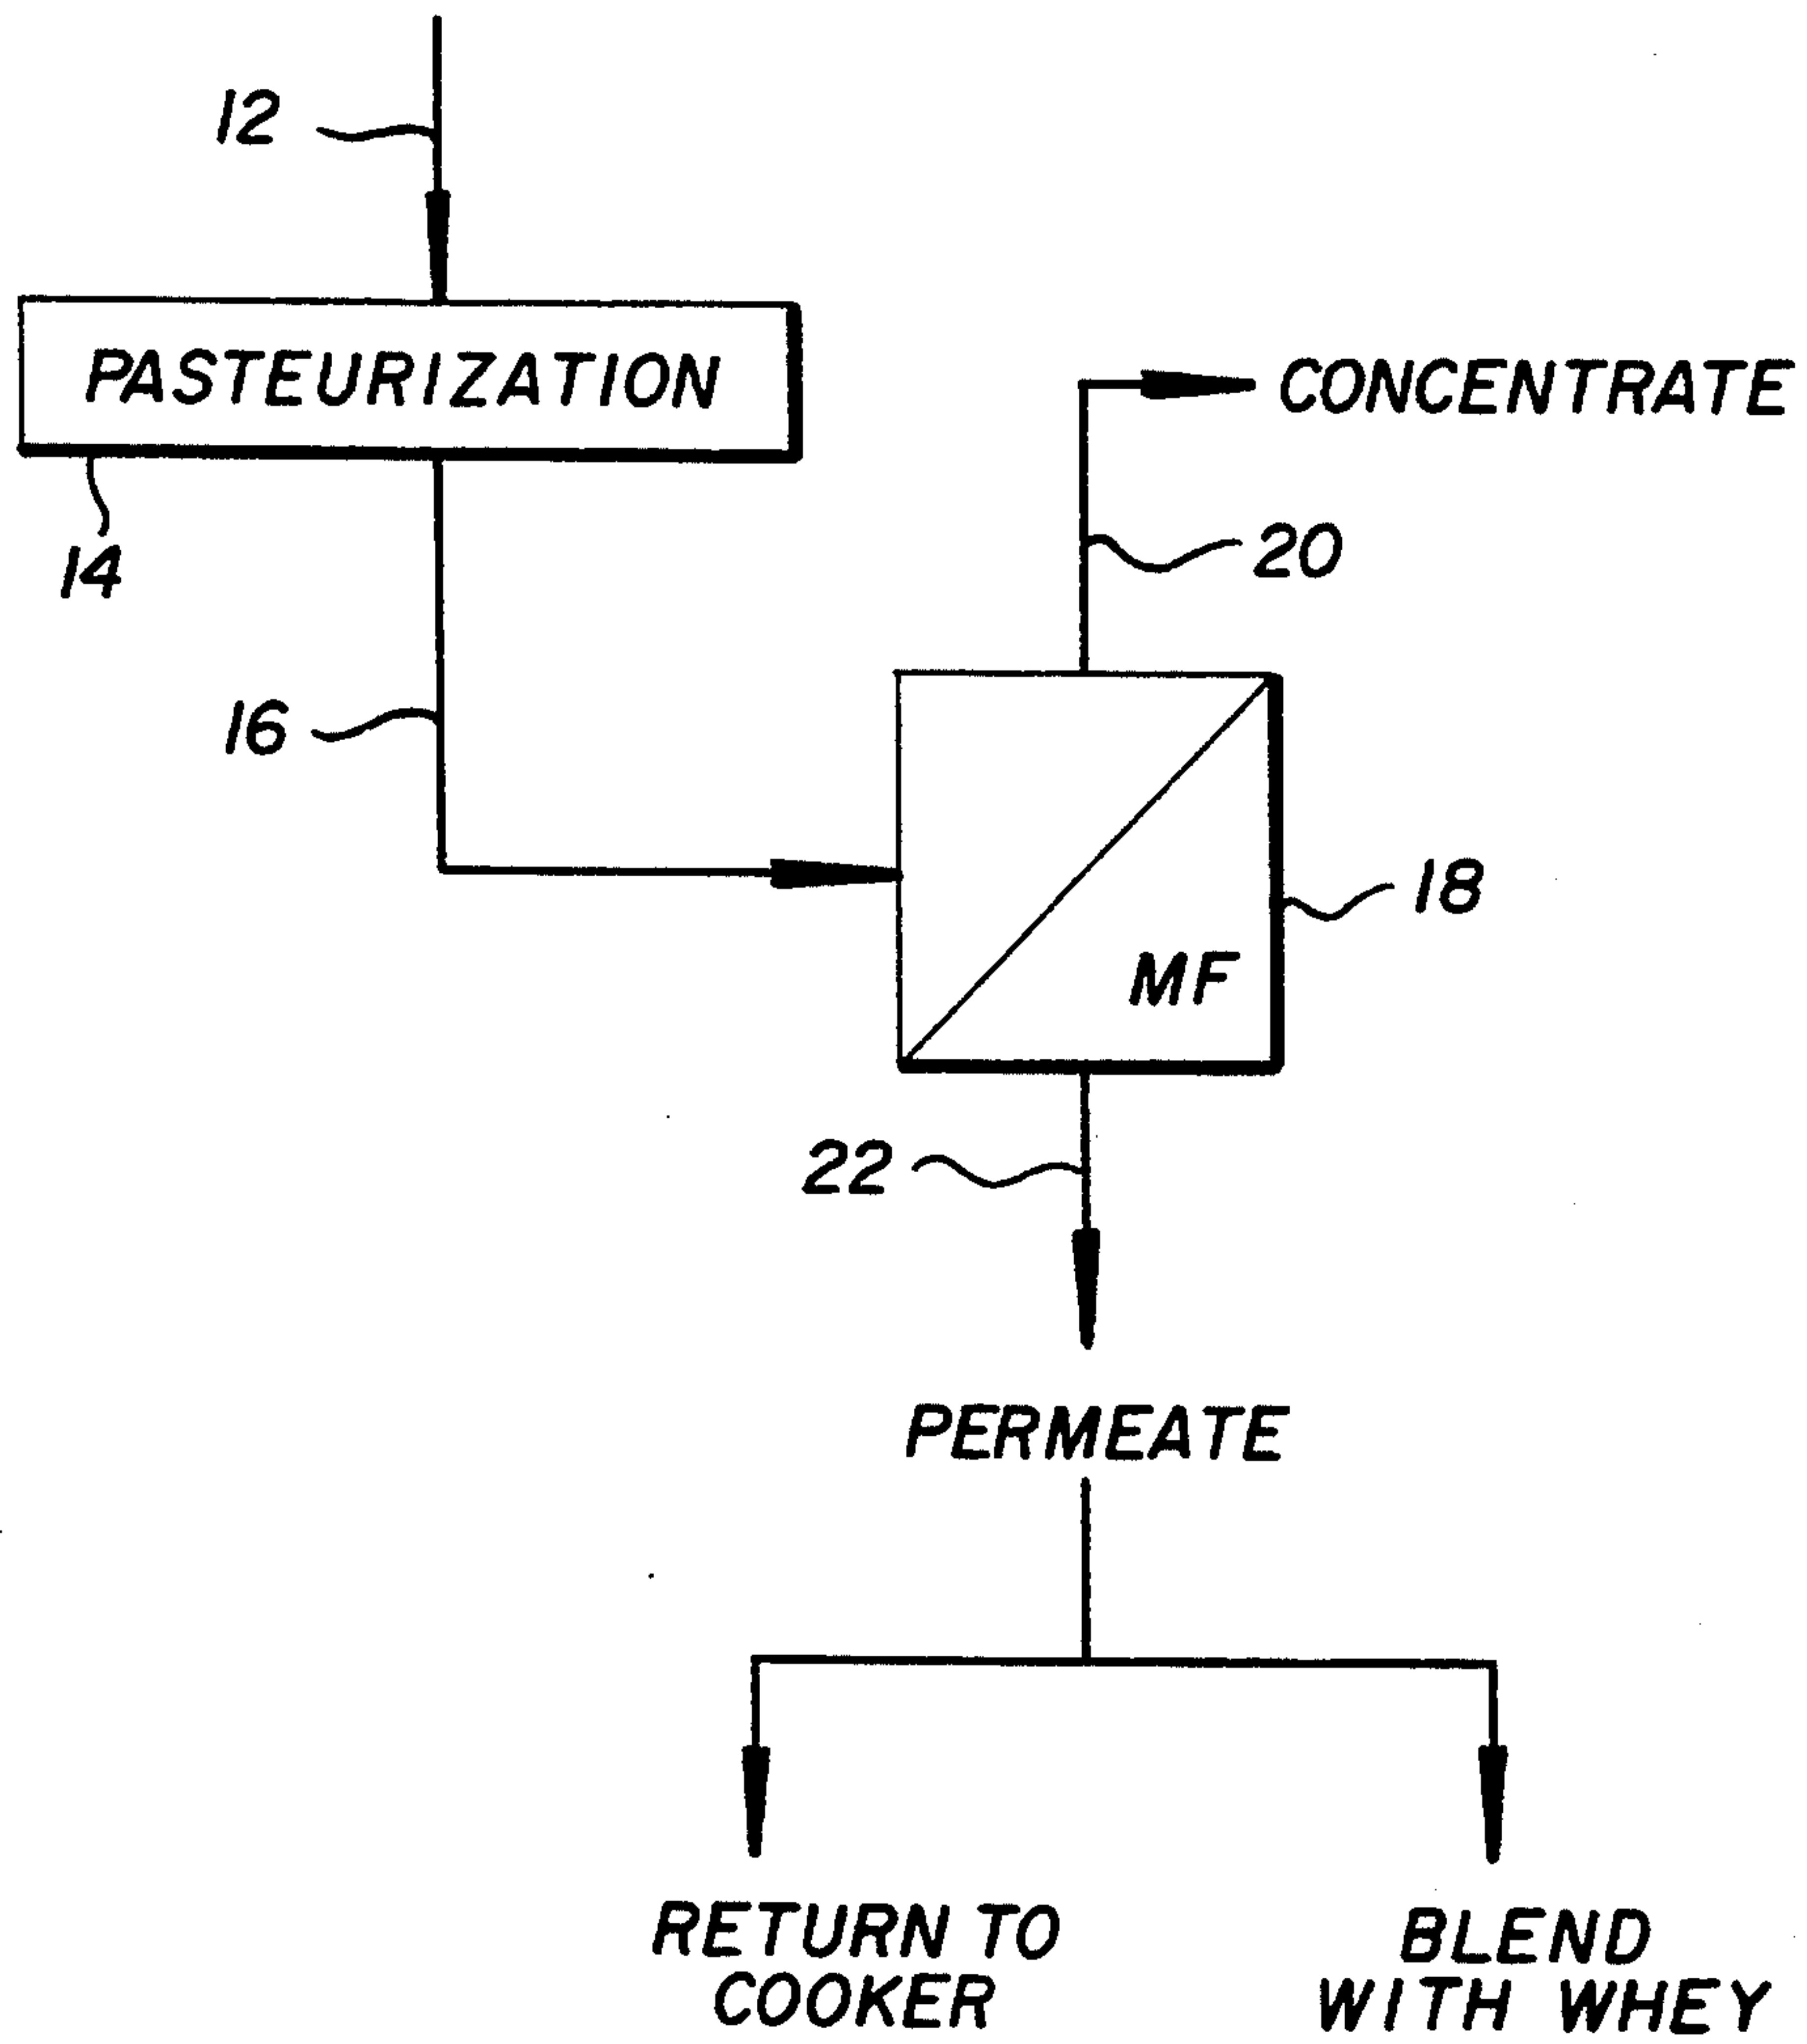 12
PASTEURIZATION
CONCENTRATE
14
20
16
18
MF
22
PERMEATE
RETURN TO
COOKER
BLEND
WITH WHEY